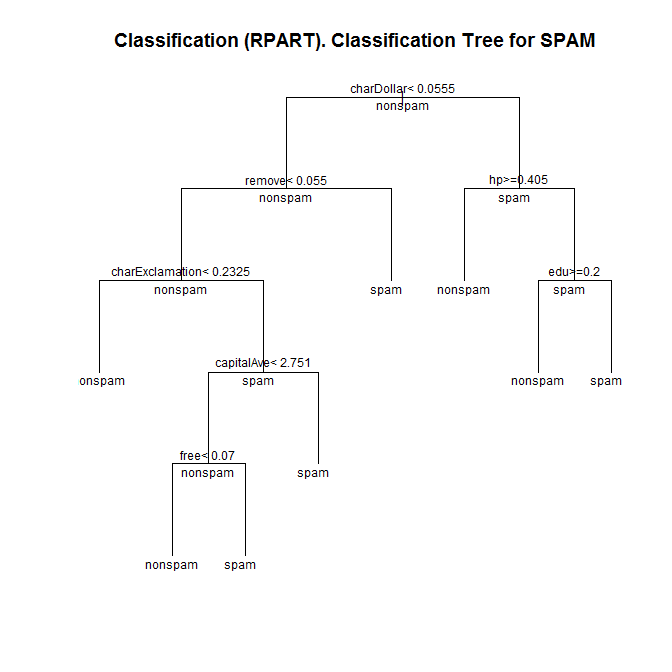 Classification (RPART). Classification Tree for SPAM
charDollar< 0.0555
nonspam
remove< 0.055
hp>=0.405
nonspam
spam
charExclamation< 0.2325
edu>=0.2
nonspam
spam
nonspam
spam
capitalAve< 2.751
onspam
spam
nonspam
spam
free< 0.07
nonspam
spam
nonspam
spam